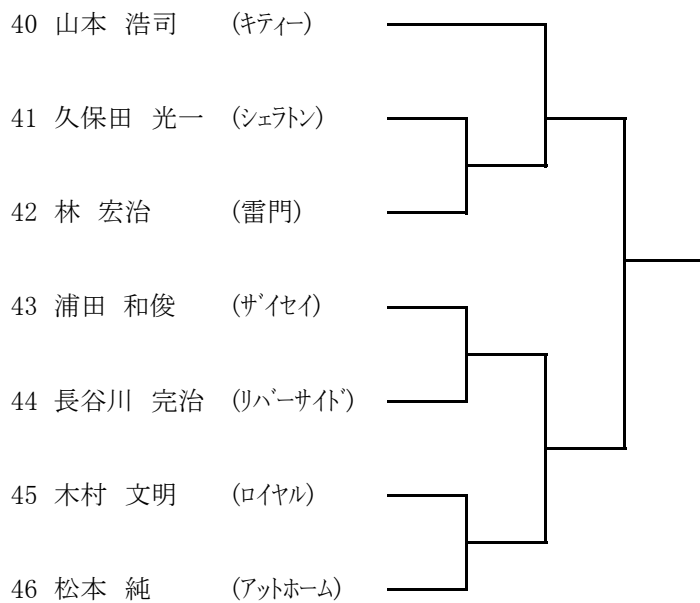 40 山本 浩司 (キティー)
41 久保田 光一 (シェラトン)
42 林 宏治 (雷門)
43 浦田 和俊 (ザイセイ)
44 長谷川 完治 (リバーサイド)
45 木村 文明 (ロイヤル)
46 松本 純 (アットホーム)